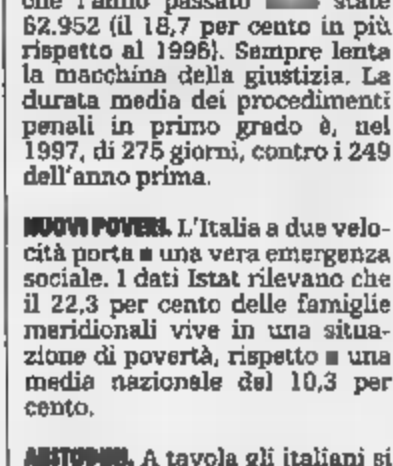 che l'anno passato state
62.952 (il 18,7 per cento in più
rispetto al 1996). Sempre lenta
la macchina della giustizia. La
durata media dei procedimenti
penali in primo grado è, nel
1997, di 275 giorni, contro i 249
dell'anno prima.
NUOVI POVERI. L'Italia a due velo-
cità porta a una vera emergenza
sociale. I dati Istat rilevano che
il 22,3 per cento delle famiglie
meridionali vive in una situa-
zione di povertà, rispetto a una
media nazionale del 10,3 per
cento.
A tavola gli italiani si